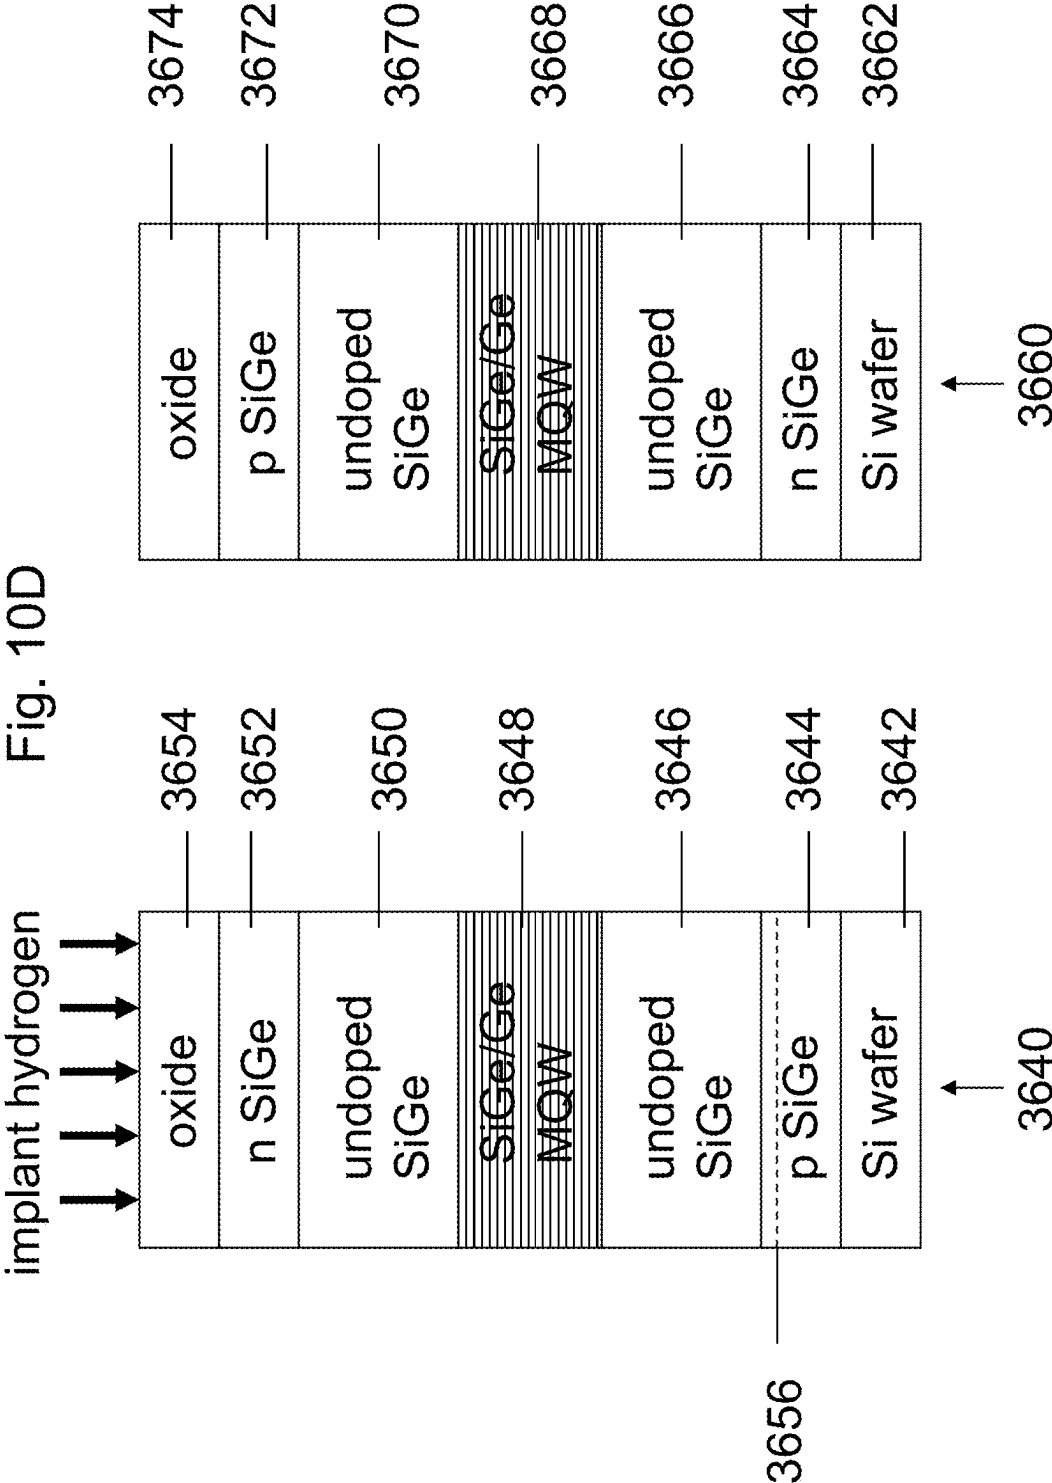 Fig. 10D
implant hydrogen
oxide
3654
n SiGe
3652
undoped
SiGe
3650
SiGe/Ge
MQW
3648
undoped
SiGe
3646
p SiGe
3644
3656
Si wafer
3642
3640
oxide
3674
p SiGe
3672
undoped
SiGe
3670
SiGe/Ge
MQW
3668
undoped
SiGe
3666
n SiGe
3664
Si wafer
3662
3660